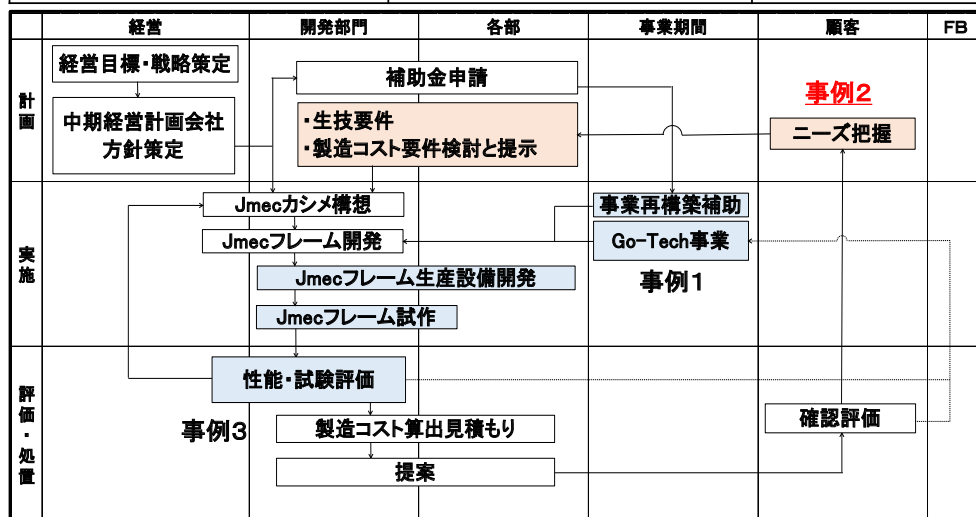 経営
開発部門
各部
事業期間
顧客
FB
計画
経営目標・戦略策定
中期経営計画会社
方針策定
補助金申請
・生技要件
・製造コスト要件検討と提示
事例2
ニーズ把握
実施
Jmecカシメ構想
Jmecフレーム開発
Jmecフレーム生産設備開発
Jmecフレーム試作
事業再構築補助
Go-Tech事業
事例1
評価・処置
性能・試験評価
事例3
製造コスト算出見積もり
提案
確認評価